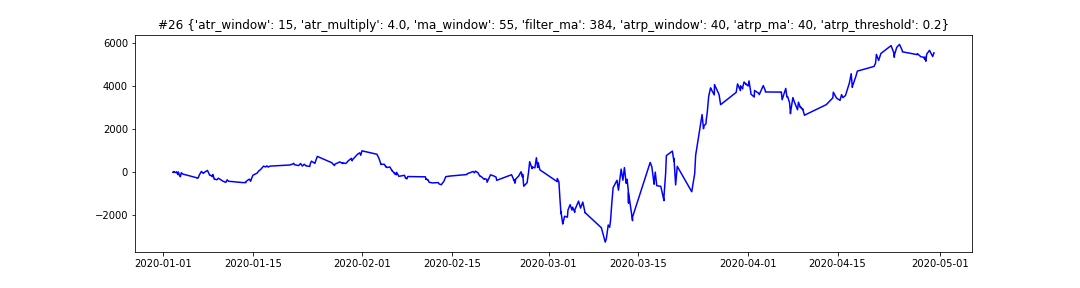 #26 {'atr_window': 15, 'atr_multiply': 4.0, 'ma_window': 55, 'filter_ma': 384, 'atrp_window': 40, 'atrp_ma': 40, 'atrp_threshold': 0.2}
6000
4000
2000
0
−2000
2020-01-01 2020-01-15 2020-02-01 2020-02-15 2020-03-01 2020-03-15 2020-04-01 2020-04-15 2020-05-01